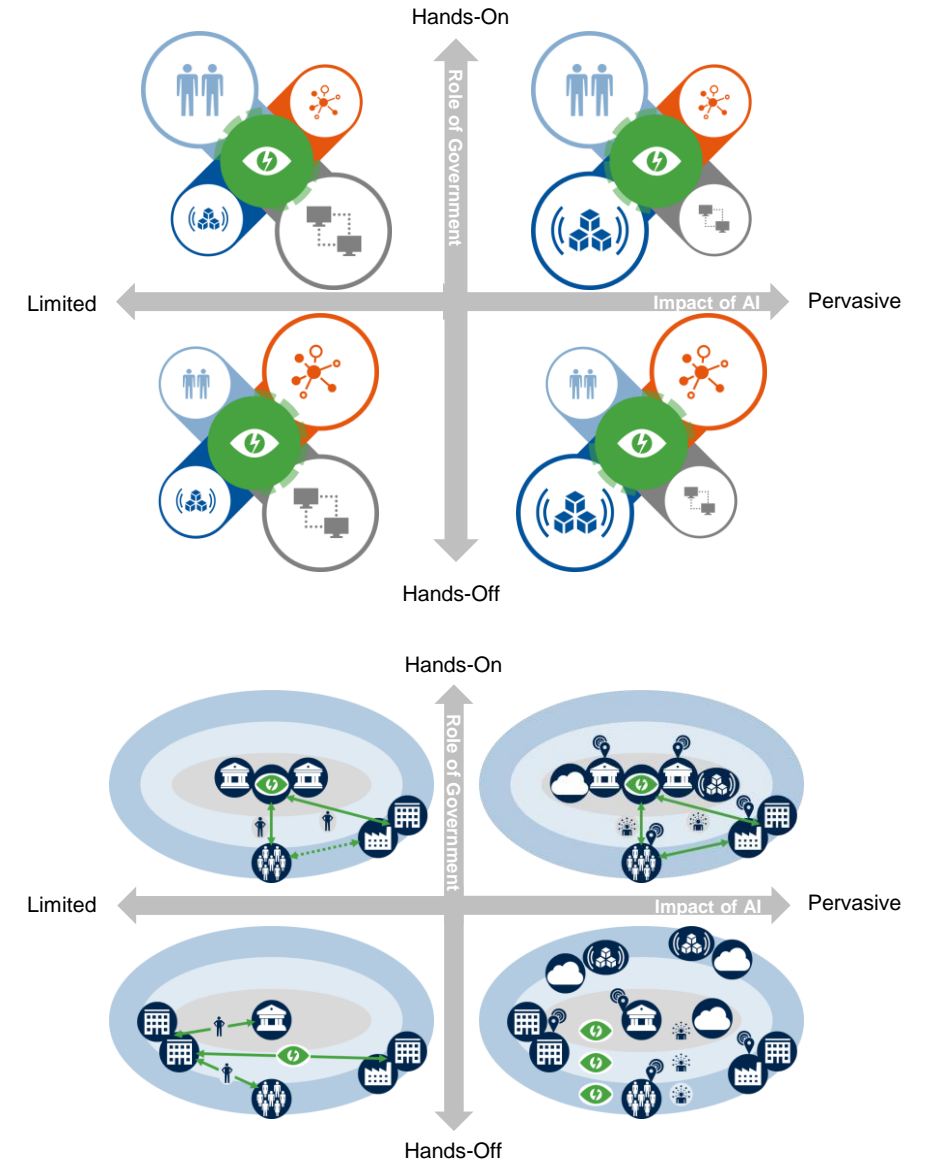 Hands-On
Role of Government
Limited
Impact of AI
Pervasive
Hands-Off
Hands-On
Role of Government
Limited
Impact of AI
Pervasive
Hands-Off